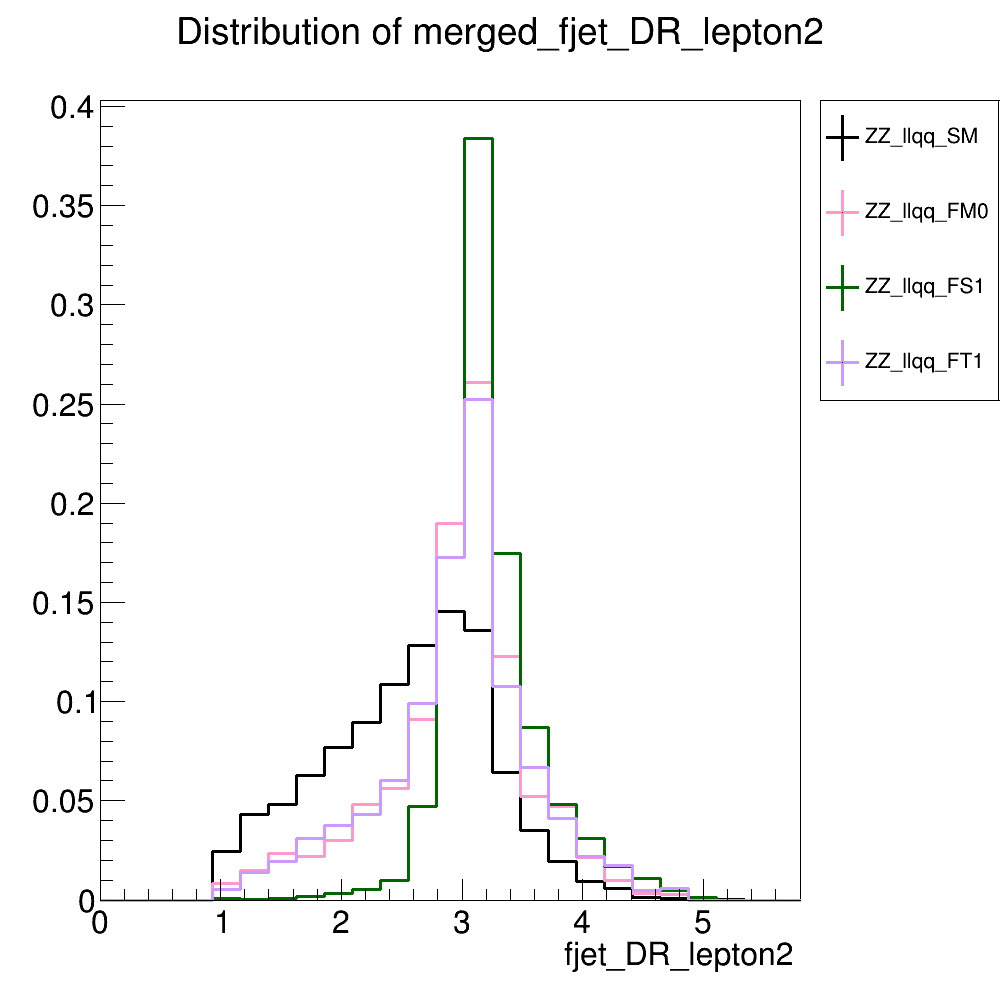 Distribution of merged_fjet_DR_lepton2
0.4
0.35
0.3
0.25
0.2
0.15
0.1
0.05
0
0 1 2 3 4 5
fjet_DR_lepton2
ZZ_llqq_SM
ZZ_llqq_FM0
ZZ_llqq_FS1
ZZ_llqq_FT1